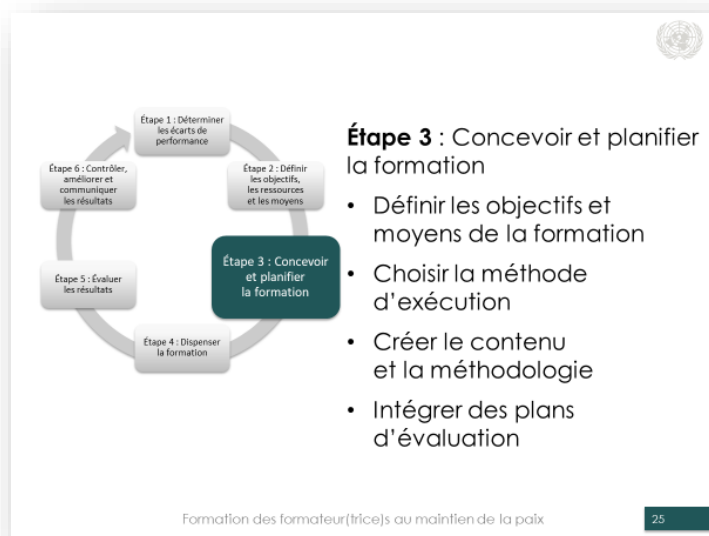 Étape 1 : Déterminer
les écarts de
performance
Étape 2 : Définir
les objectifs,
les ressources
et les moyens
Étape 3 : Concevoir
et planifier
la formation
Étape 4 : Dispenser
la formation
Étape 5 : Évaluer
les résultats
Étape 6 : Contrôler,
améliorer et
communiquer
les résultats
Étape 3 : Concevoir et planifier
la formation
• Définir les objectifs et
moyens de la formation
• Choisir la méthode
d’exécution
• Créer le contenu
et la méthodologie
• Intégrer des plans
d’évaluation
Formation des formateur(trice)s au maintien de la paix
25